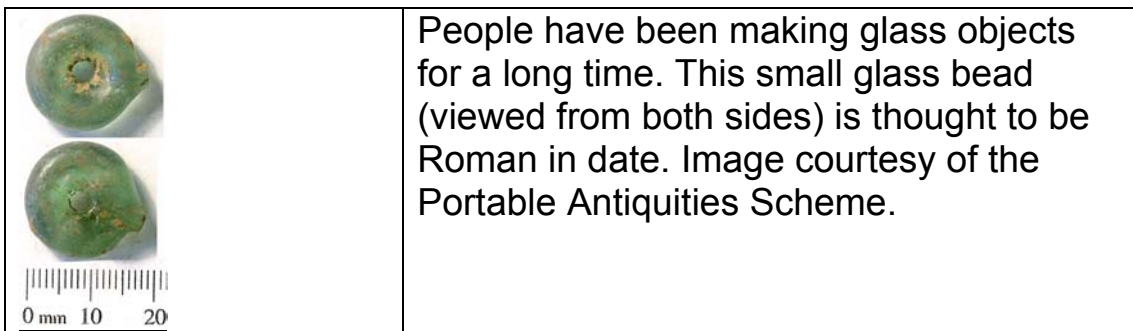 People have been making glass objects
for a long time. This small glass bead
(viewed from both sides) is thought to be
Roman in date. Image courtesy of the
Portable Antiquities Scheme.
0 mm 10 20